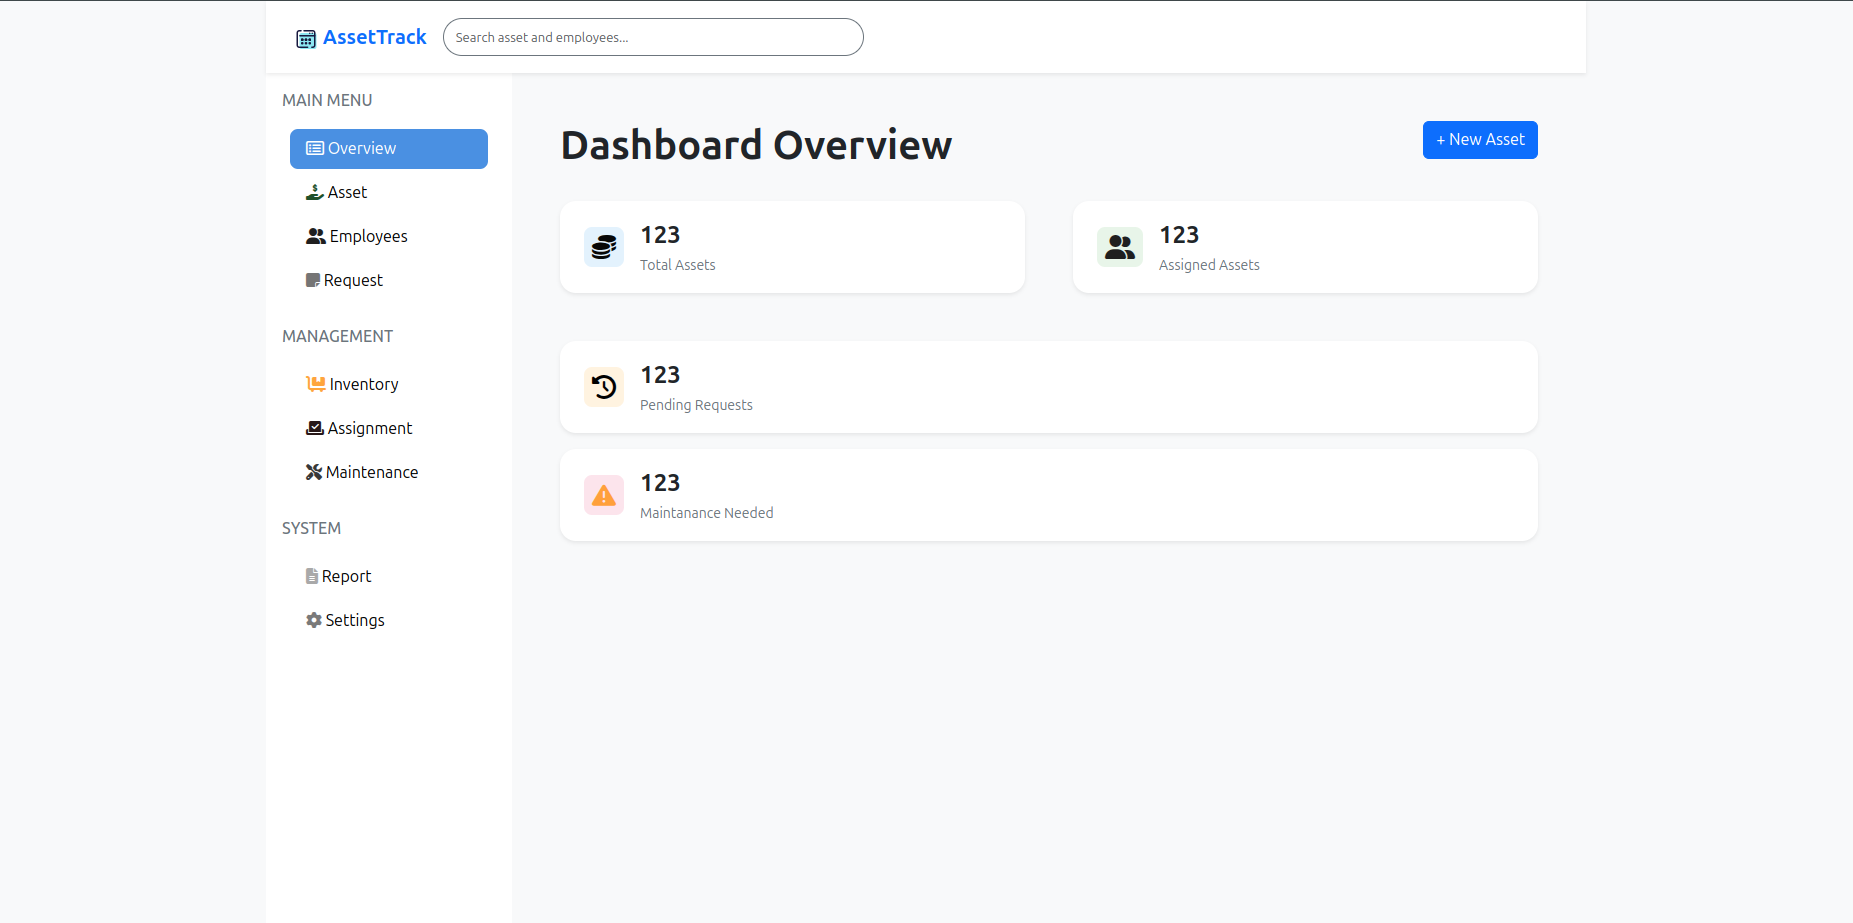 AssetTrack
Search asset and employees...
MAIN MENU
Overview
Asset
Employees
Request
MANAGEMENT
Inventory
Assignment
Maintenance
SYSTEM
Report
Settings
Dashboard Overview
+ New Asset
123
Total Assets
123
Assigned Assets
123
Pending Requests
123
Maintanance Needed